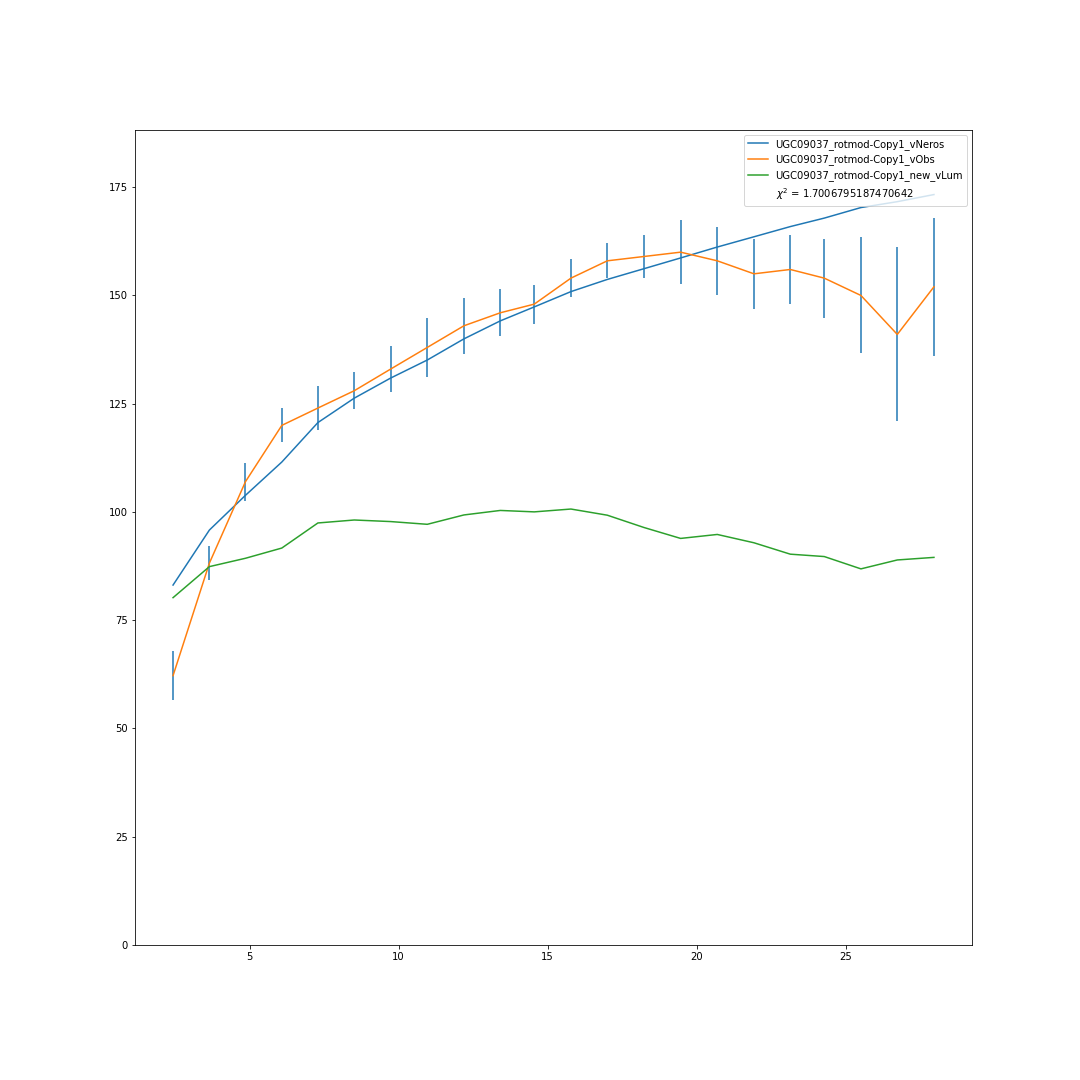 UGC09037_rotmod-Copy1_vNeros
UGC09037_rotmod-Copy1_vObs
UGC09037_rotmod-Copy1_new_vLum
χ² = 1.7006795187470642
175
150
125
100
75
50
25
0
5 10 15 20 25